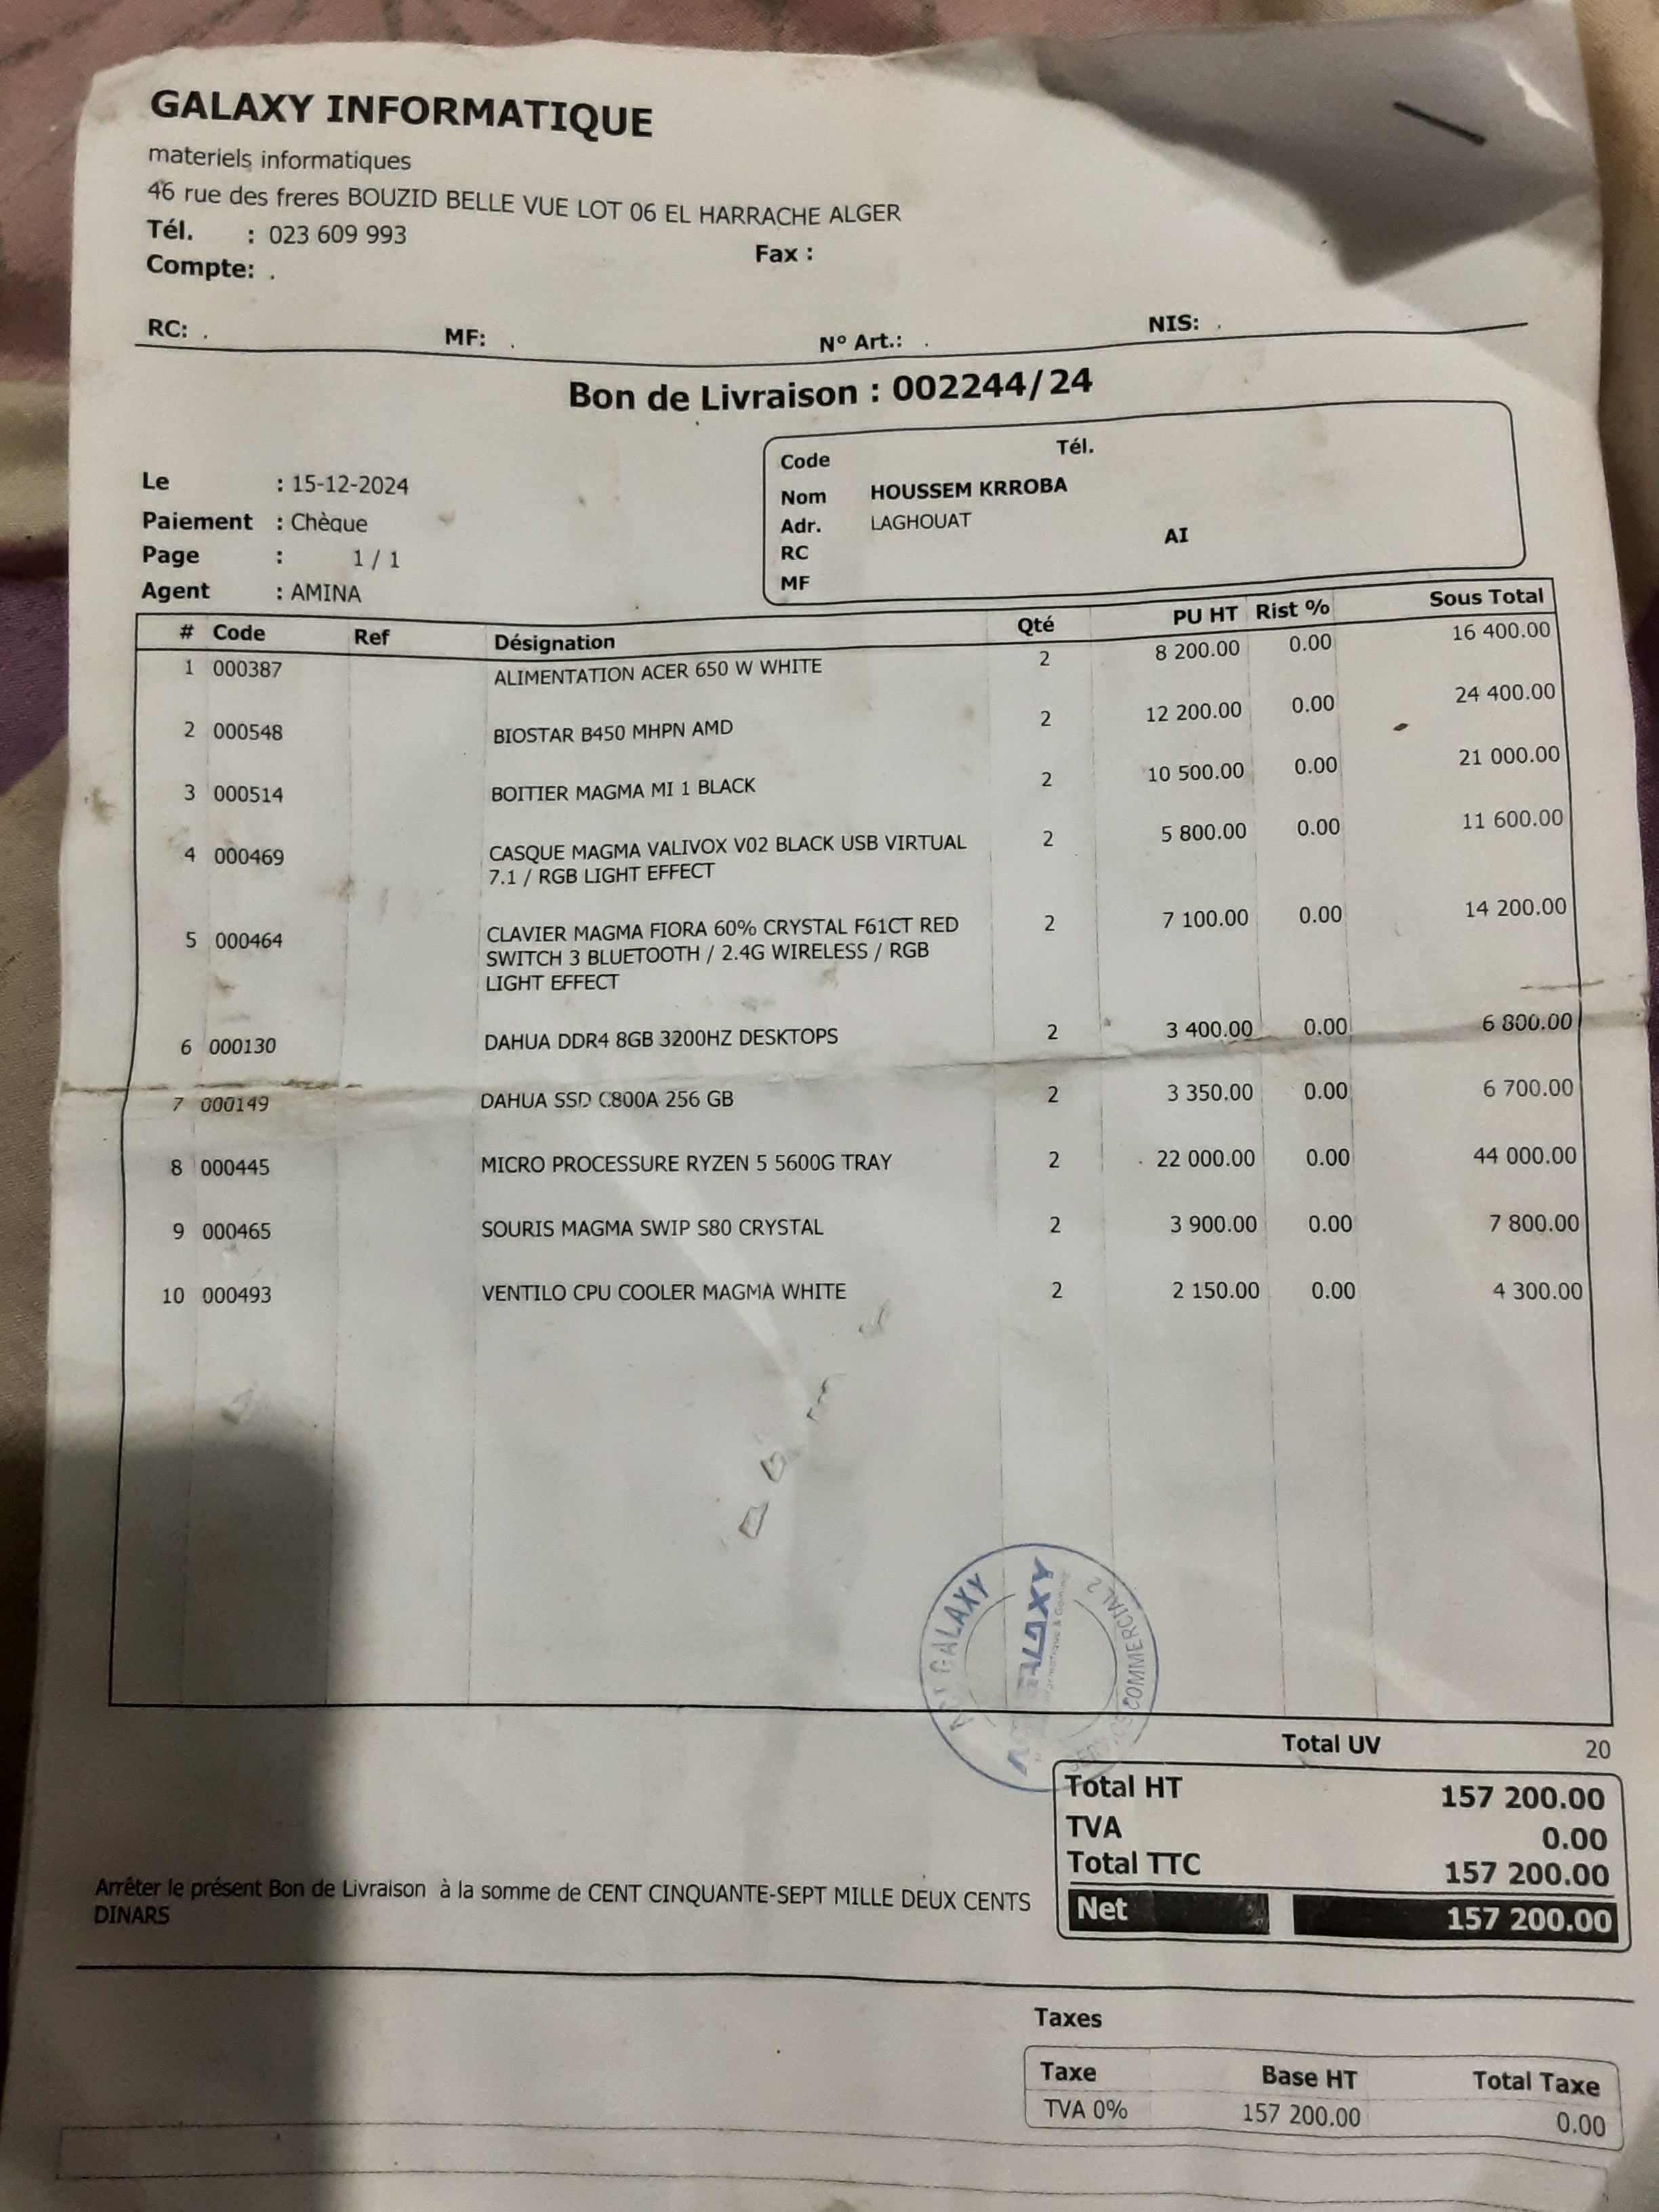 GALAXY INFORMATIQUE
materiels informatiques
46 rue des freres BOUZID BELLE VUE LOT 06 EL HARRACHE ALGER
Tél. : 023 609 993 Fax :
Compte: .
RC: . MF: . N° Art.: . NIS: .
Bon de Livraison : 002244/24
Le : 15-12-2024
Paiement : Chèque
Page : 1 / 1
Agent : AMINA
Code Tél.
Nom HOUSSEM KRROBA
Adr. LAGHOUAT
RC AI
MF
# Code Ref Désignation Qté PU HT Rist % Sous Total
1 000387 ALIMENTATION ACER 650 W WHITE 2 8 200.00 0.00 16 400.00
2 000548 BIOSTAR B450 MHPN AMD 2 12 200.00 0.00 24 400.00
3 000514 BOITIER MAGMA MI 1 BLACK 2 10 500.00 0.00 21 000.00
4 000469 CASQUE MAGMA VALIVOX V02 BLACK USB VIRTUAL 2 5 800.00 0.00 11 600.00
7.1 / RGB LIGHT EFFECT
5 000464 CLAVIER MAGMA FIORA 60% CRYSTAL F61CT RED 2 7 100.00 0.00 14 200.00
SWITCH 3 BLUETOOTH / 2.4G WIRELESS / RGB
LIGHT EFFECT
6 000130 DAHUA DDR4 8GB 3200HZ DESKTOPS 2 3 400.00 0.00 6 800.00
7 000149 DAHUA SSD C800A 256 GB 2 3 350.00 0.00 6 700.00
8 000445 MICRO PROCESSURE RYZEN 5 5600G TRAY 2 22 000.00 0.00 44 000.00
9 000465 SOURIS MAGMA SWIP S80 CRYSTAL 2 3 900.00 0.00 7 800.00
10 000493 VENTILO CPU COOLER MAGMA WHITE 2 2 150.00 0.00 4 300.00
GALAXY
COMMERCIAL 2
Total UV 20
Total HT 157 200.00
TVA 0.00
Total TTC 157 200.00
Net 157 200.00
Arrêter le présent Bon de Livraison à la somme de CENT CINQUANTE-SEPT MILLE DEUX CENTS
DINARS
Taxes
Taxe Base HT Total Taxe
TVA 0% 157 200.00 0.00